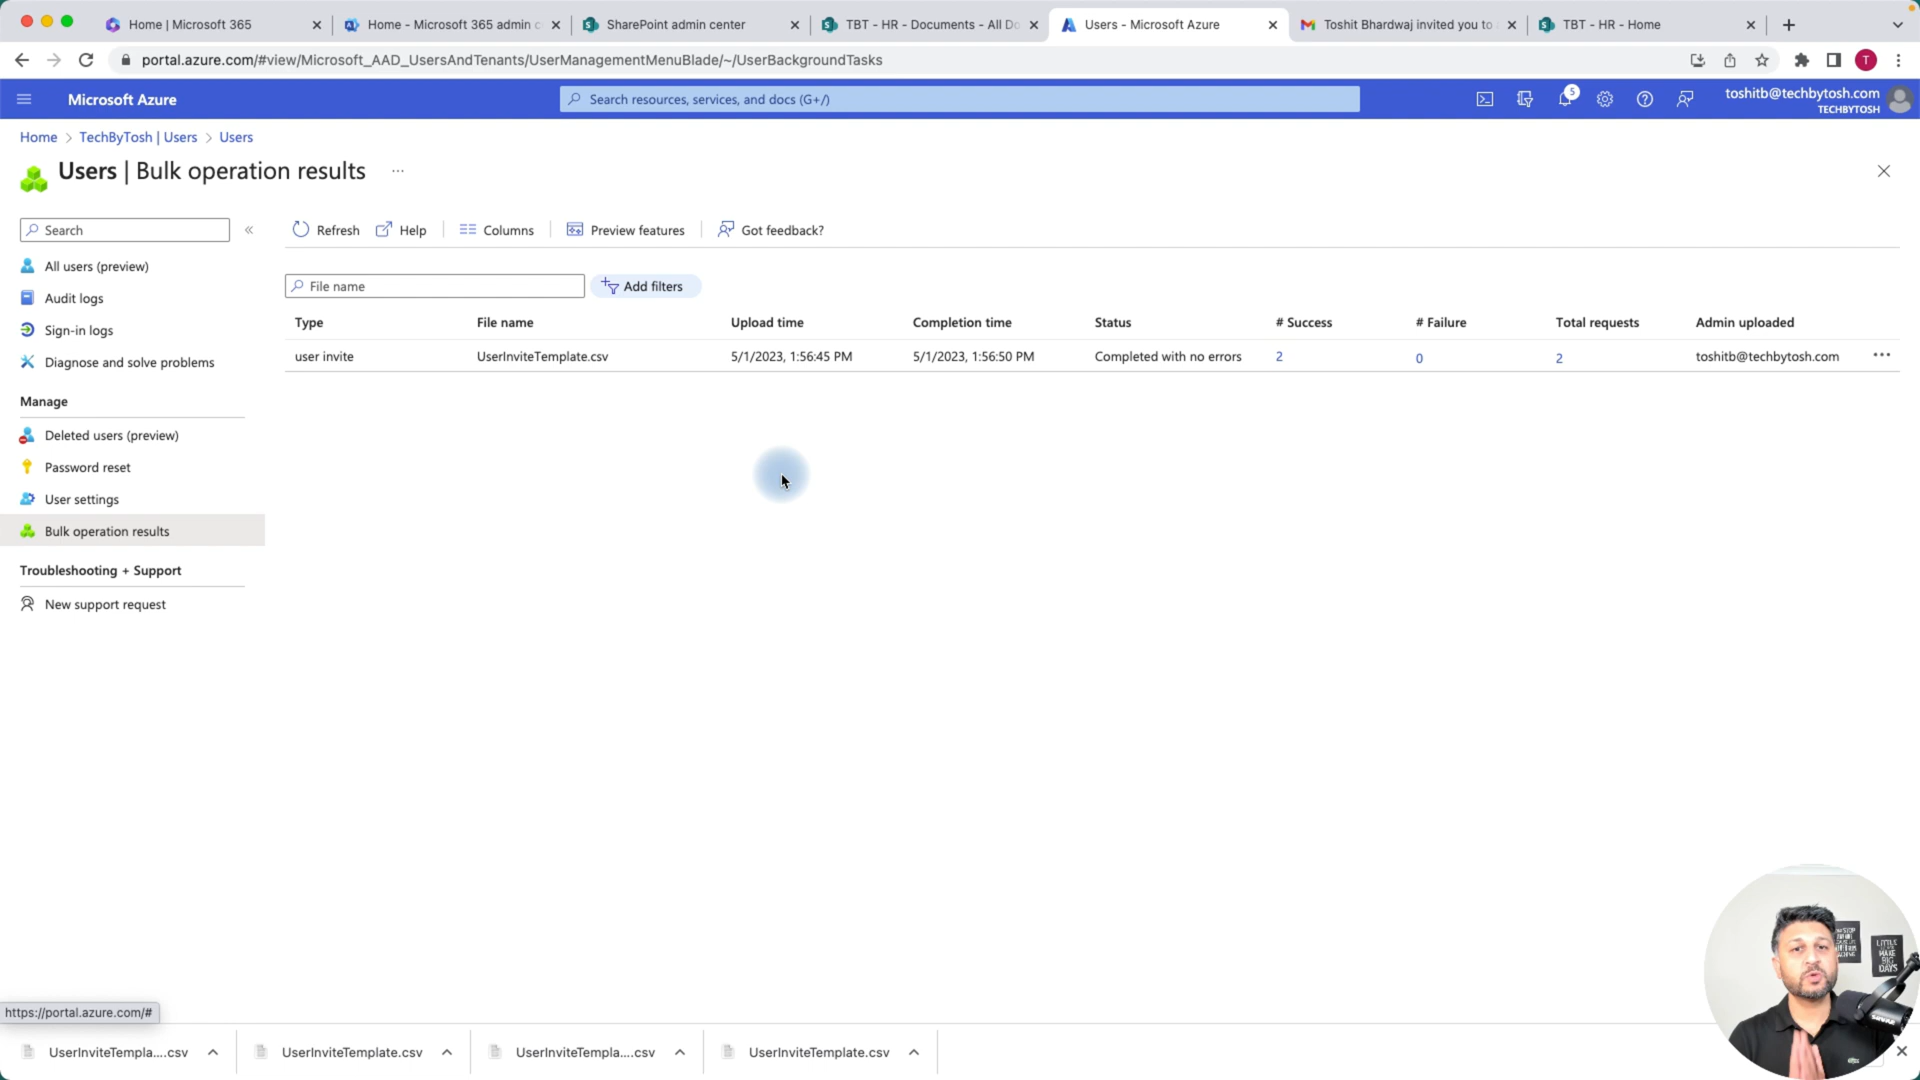 Home | Microsoft 365
Home - Microsoft 365 admin c
SharePoint admin center
TBT - HR - Documents - All Do
Users - Microsoft Azure
Toshit Bhardwaj invited you to
TBT - HR - Home
portal.azure.com/#view/Microsoft_AAD_UsersAndTenants/UserManagementMenuBlade/~/UserBackgroundTasks
T
Microsoft Azure
Search resources, services, and docs (G+/)
5
toshitb@techbytosh.com
TECHBYTOSH
Home > TechByTosh | Users > Users
Users | Bulk operation results
...
Search
«
Refresh
Help
Columns
Preview features
Got feedback?
All users (preview)
Audit logs
Sign-in logs
Diagnose and solve problems
Manage
Deleted users (preview)
Password reset
User settings
Bulk operation results
Troubleshooting + Support
New support request
File name
Add filters
Type File name Upload time Completion time Status # Success # Failure Total requests Admin uploaded
user invite UserInviteTemplate.csv 5/1/2023, 1:56:45 PM 5/1/2023, 1:56:50 PM Completed with no errors 2 0 2 toshitb@techbytosh.com ...
LITTLE
MAKE
BIG
DAYS
https://portal.azure.com/#
UserInviteTempla....csv
UserInviteTemplate.csv
UserInviteTempla....csv
UserInviteTemplate.csv